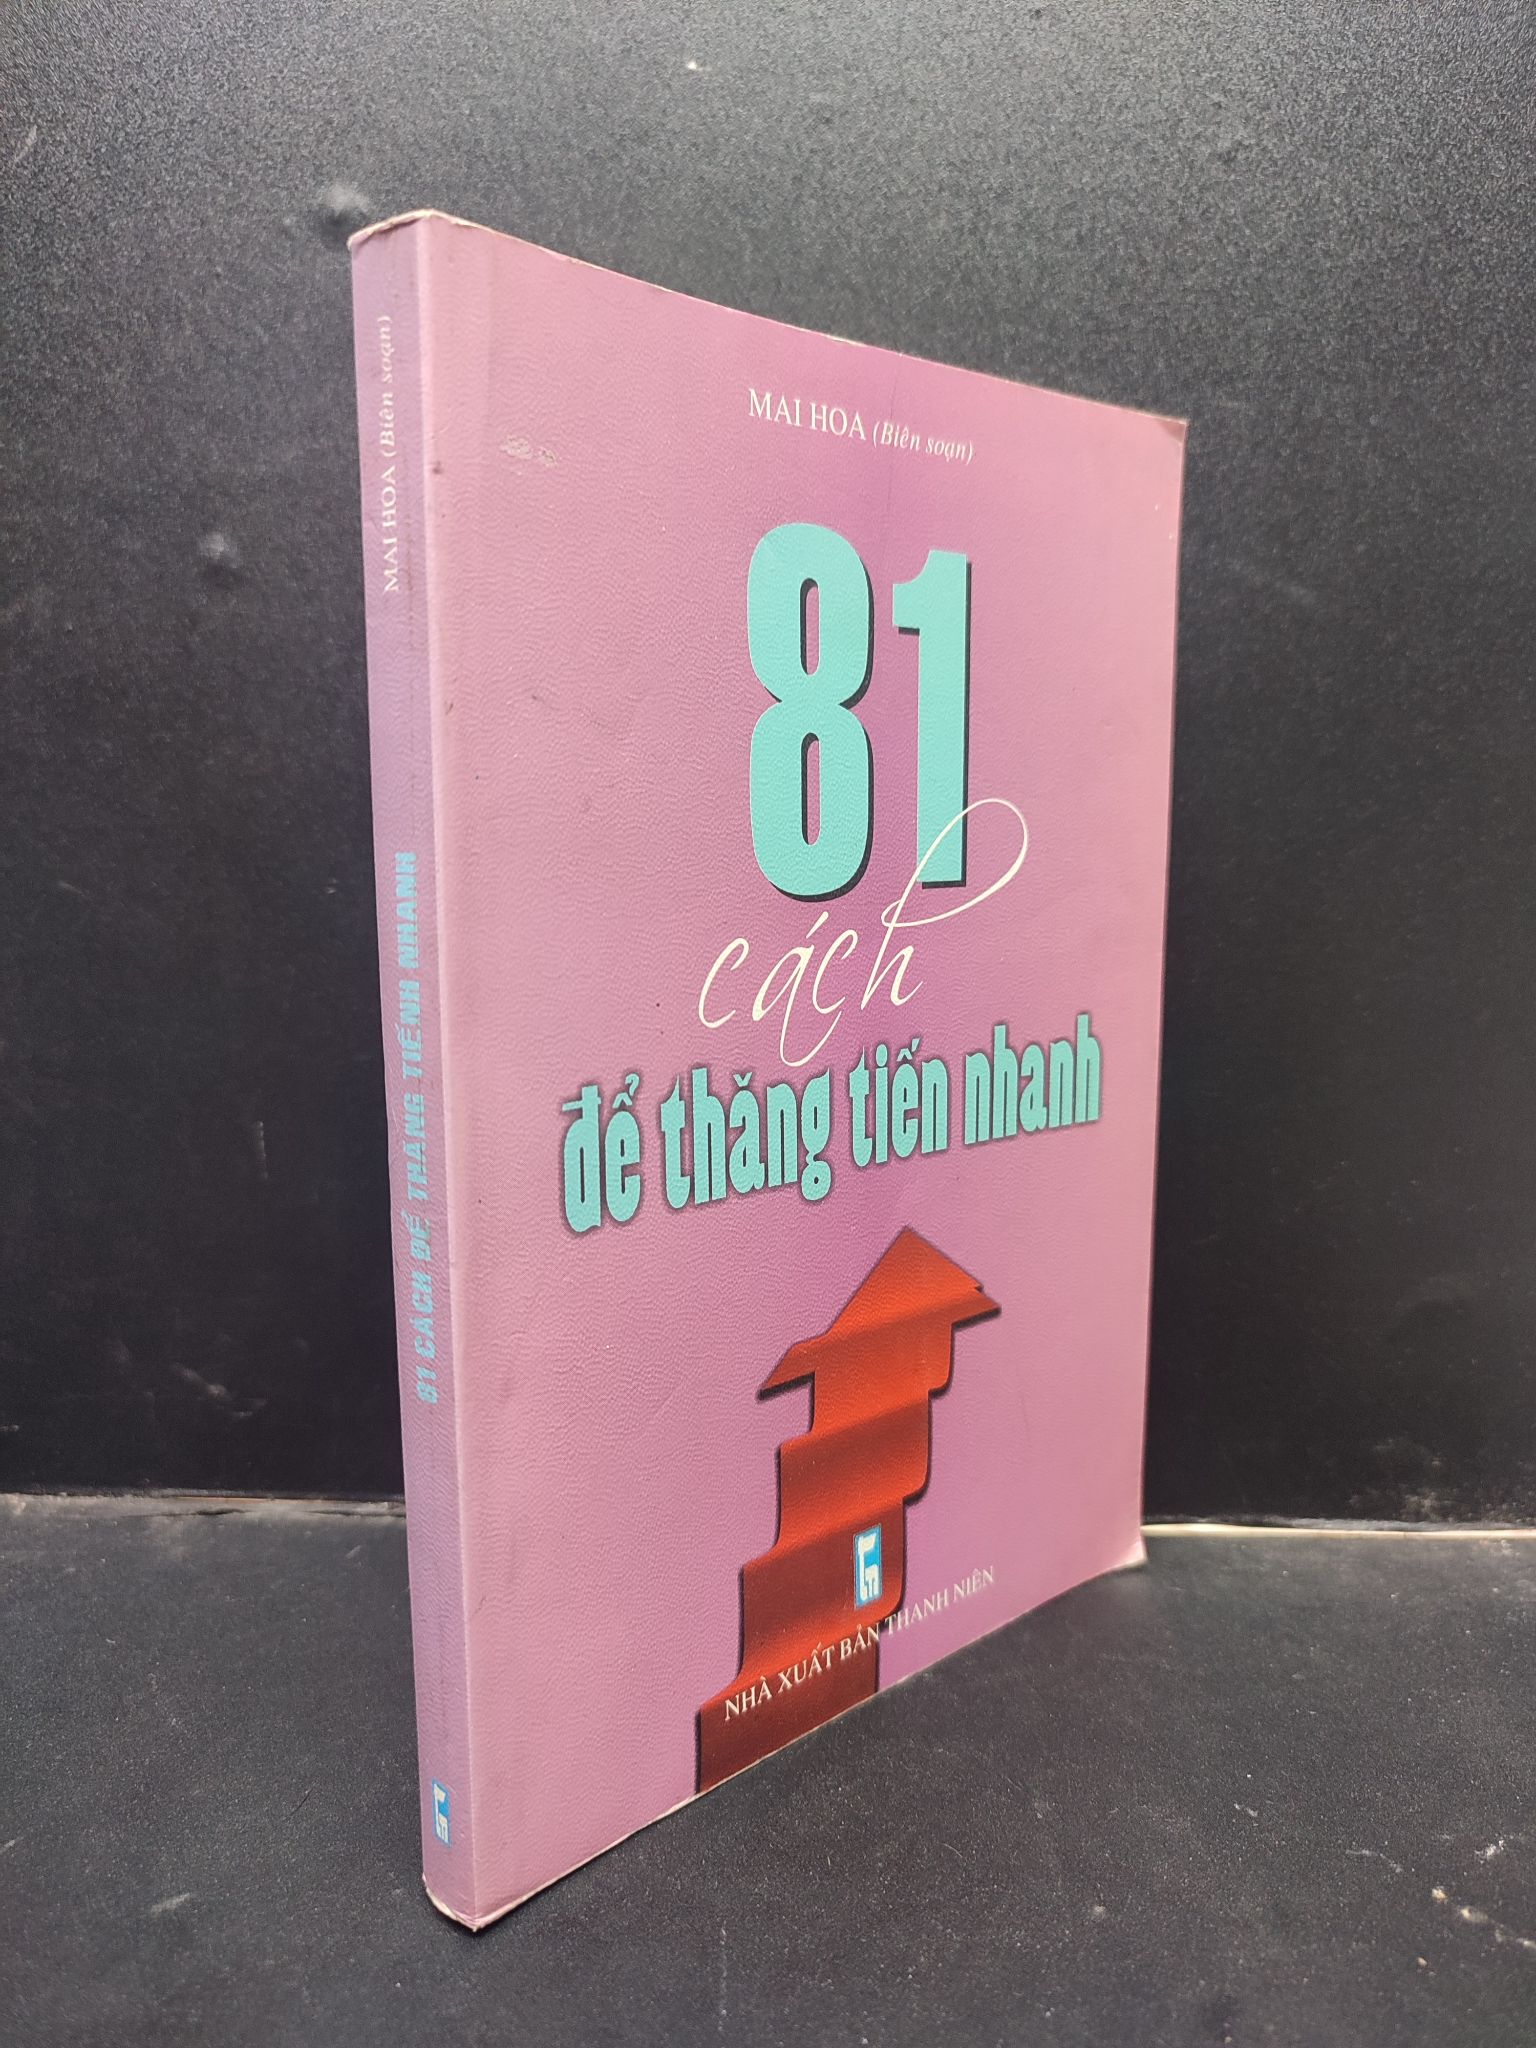 MAI HOA (Biên soạn)
81 CÁCH ĐỂ THĂNG TIẾNH NHANH
MAI HOA (Biên soạn)
81
cách
để thăng tiến nhanh
NHÀ XUẤT BẢN THANH NIÊN